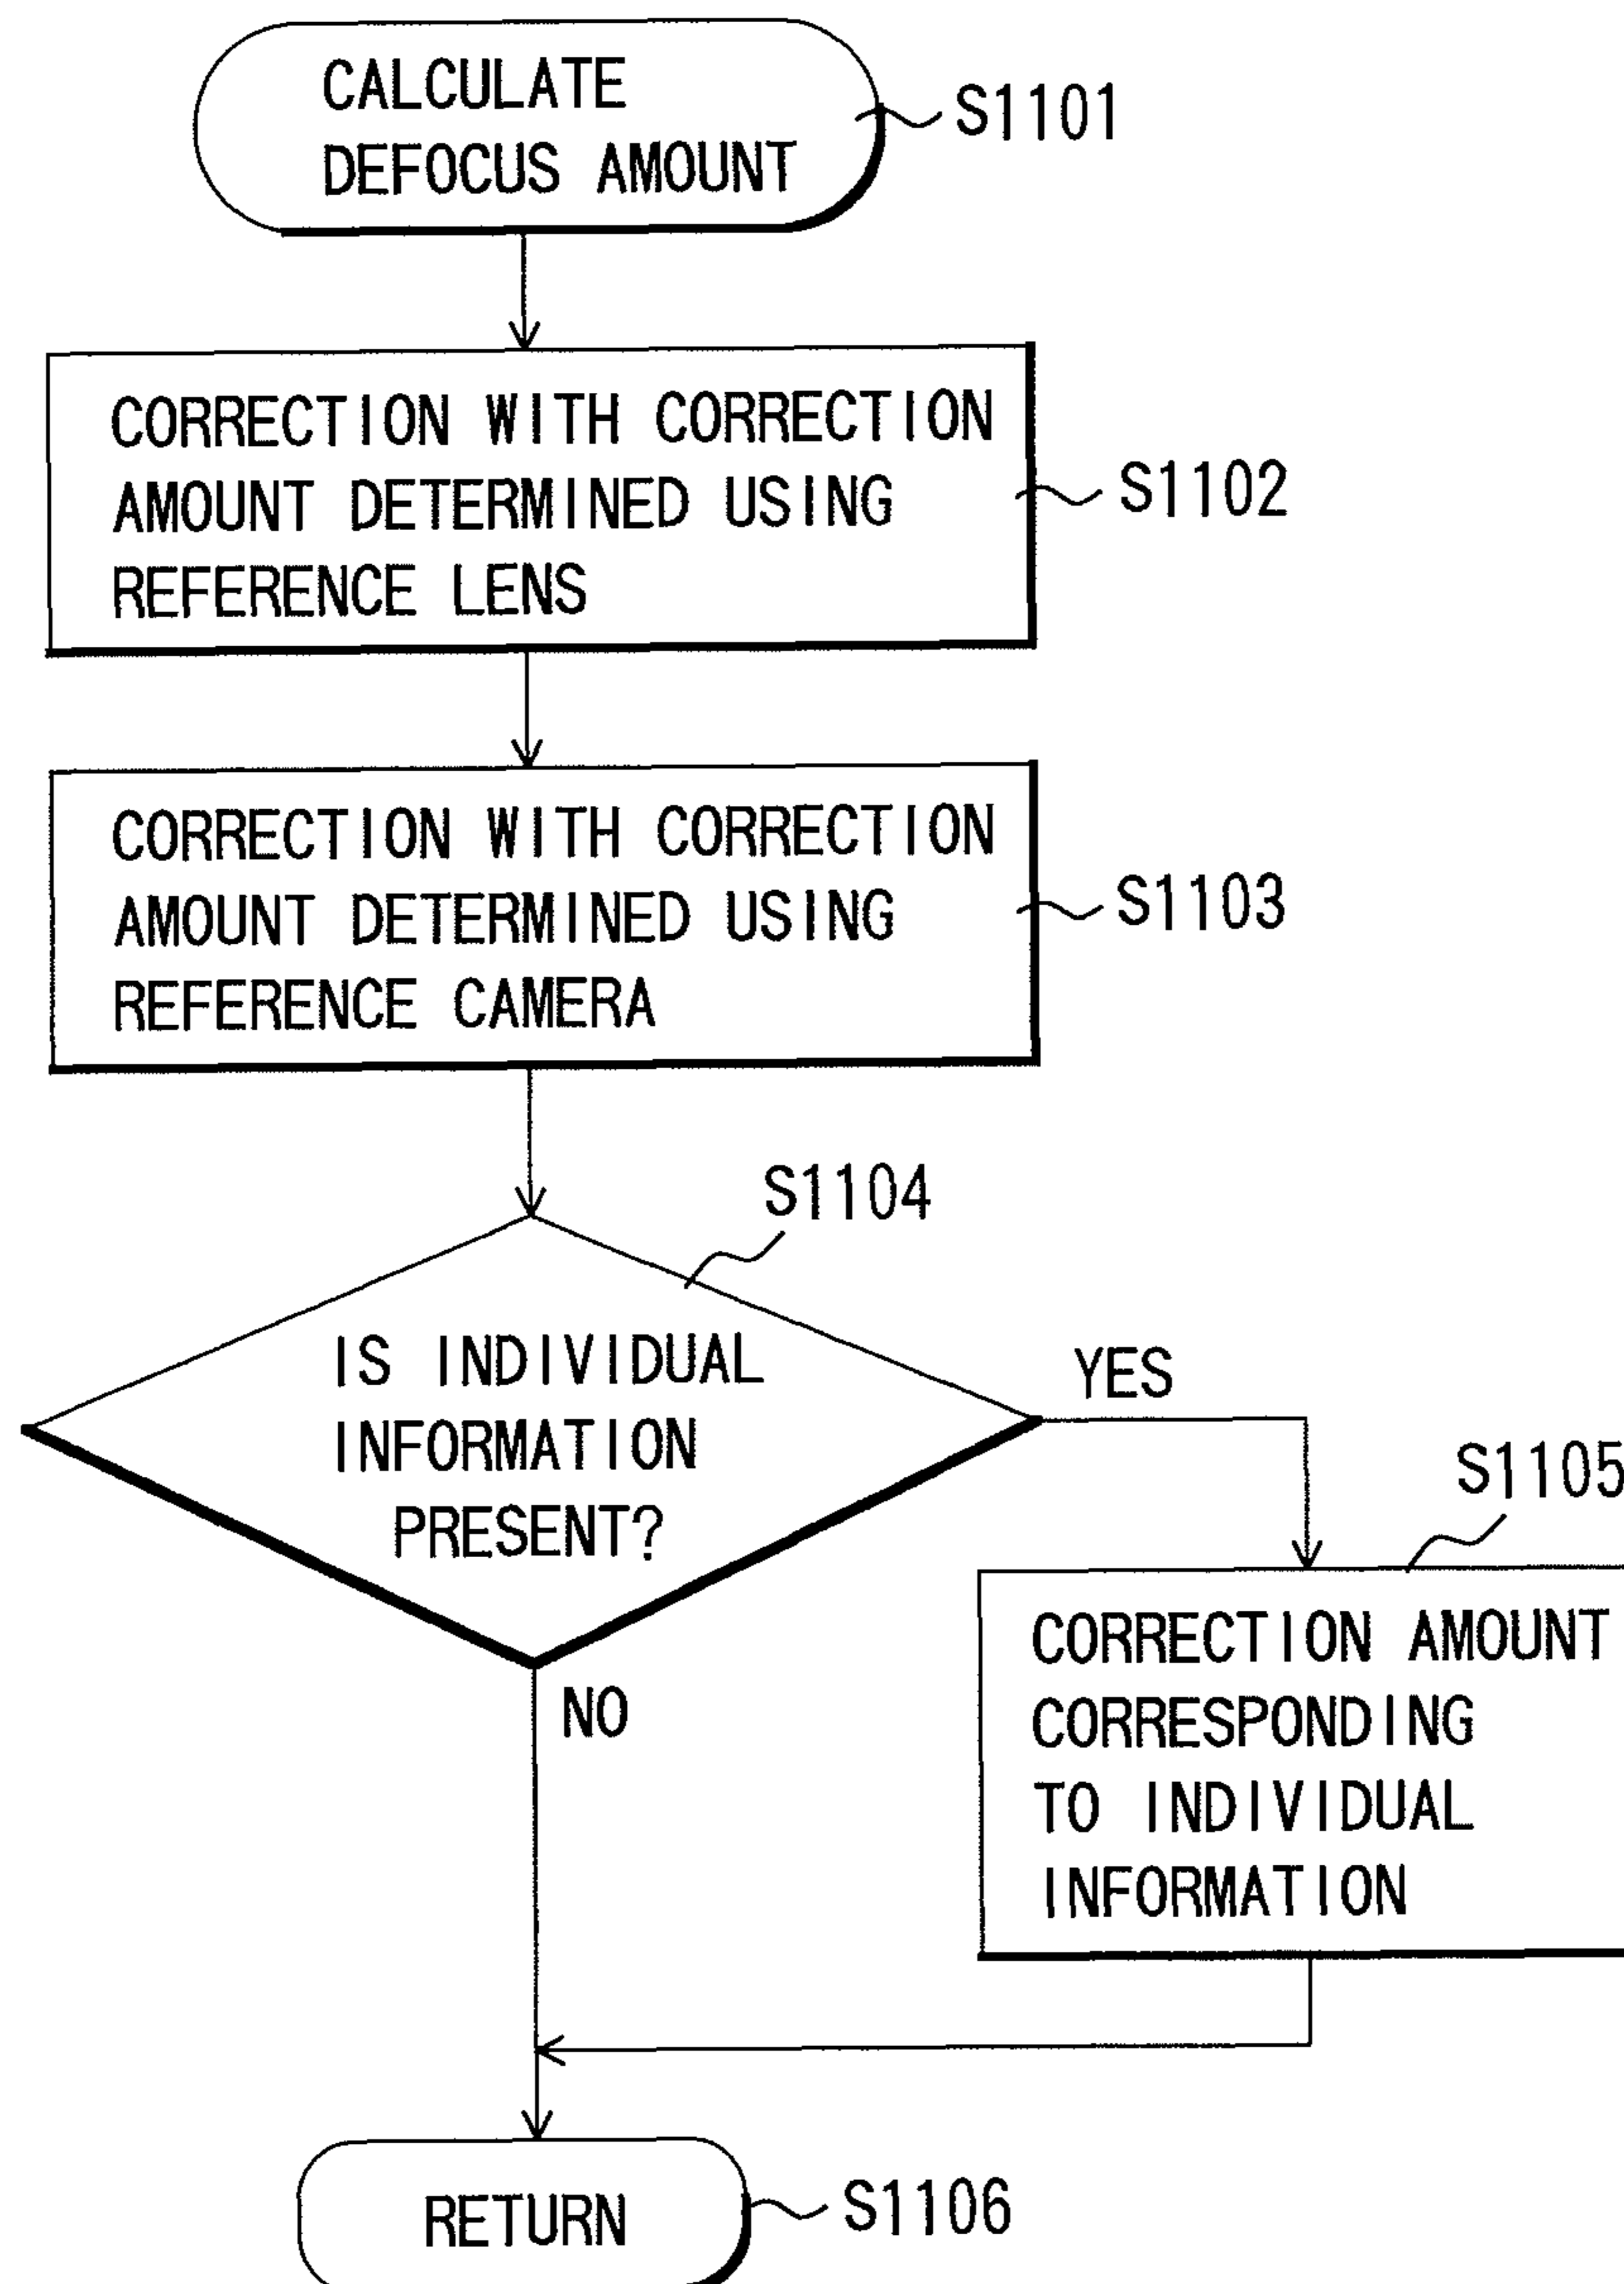 CALCULATE
DEFOCUS AMOUNT
S1101
CORRECTION WITH CORRECTION
AMOUNT DETERMINED USING
REFERENCE LENS
S1102
CORRECTION WITH CORRECTION
AMOUNT DETERMINED USING
REFERENCE CAMERA
S1103
S1104
IS INDIVIDUAL
INFORMATION
PRESENT?
YES
NO
S1105
CORRECTION AMOUNT
CORRESPONDING
TO INDIVIDUAL
INFORMATION
RETURN
S1106